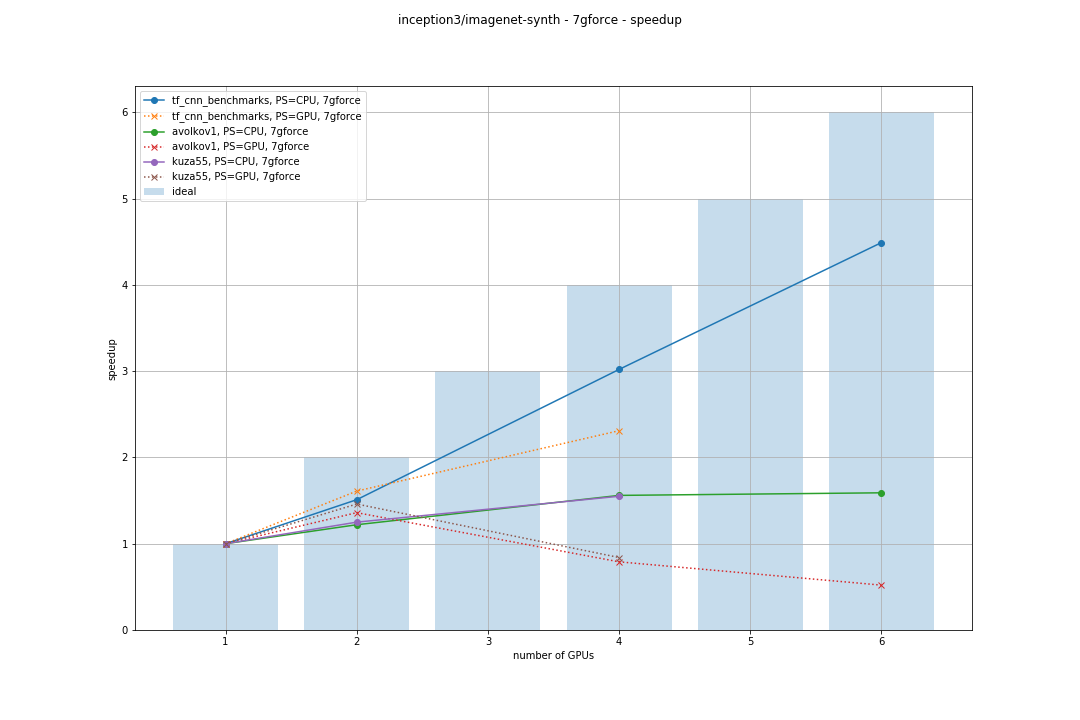 inception3/imagenet-synth - 7gforce - speedup
tf_cnn_benchmarks, PS=CPU, 7gforce
tf_cnn_benchmarks, PS=GPU, 7gforce
avolkov1, PS=CPU, 7gforce
avolkov1, PS=GPU, 7gforce
kuza55, PS=CPU, 7gforce
kuza55, PS=GPU, 7gforce
ideal
6
5
4
3
2
1
0
speedup
1 2 3 4 5 6
number of GPUs